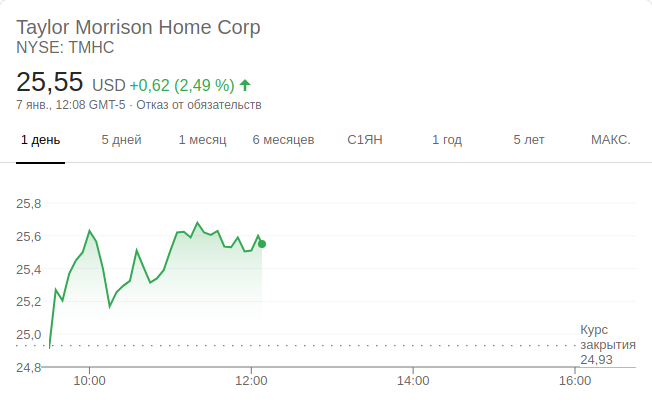 Taylor Morrison Home Corp
NYSE: TMHC
25,55 USD +0,62 (2,49 %)
7 янв., 12:08 GMT-5 · Отказ от обязательств
1 день 5 дней 1 месяц 6 месяцев С1ЯН 1 год 5 лет МАКС.
25,8
25,6
25,4
25,2
25,0
24,8
Курс
закрытия
24,93
10:00 12:00 14:00 16:00